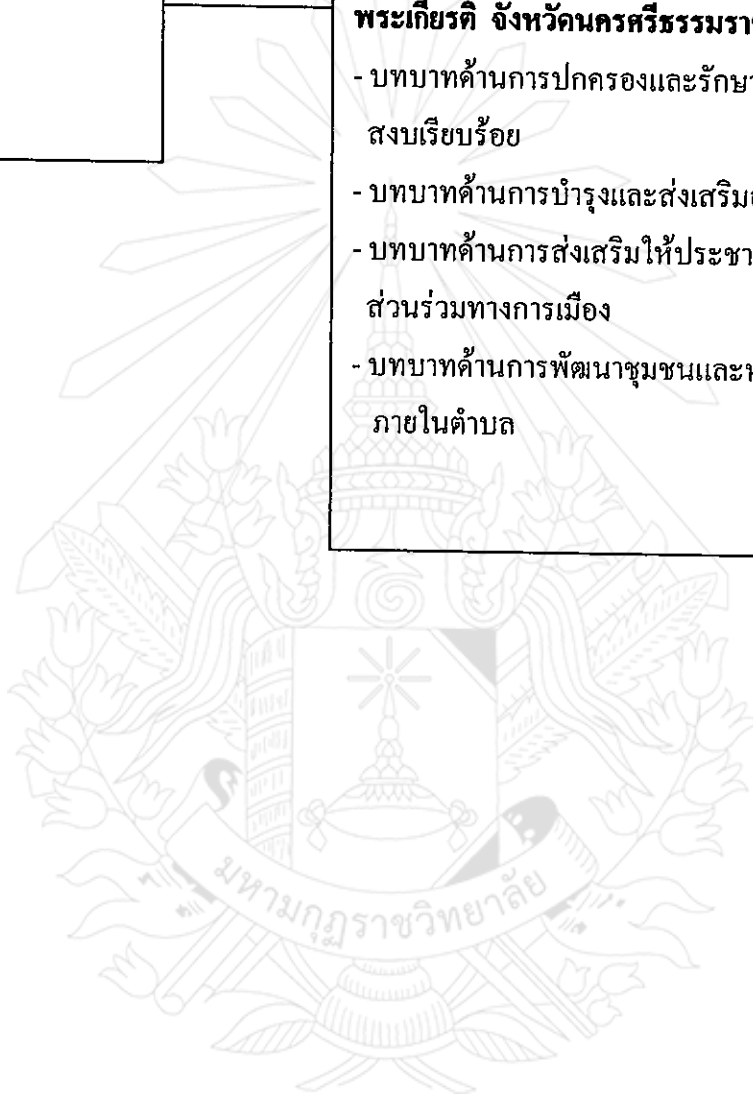 พระเกียรติ จังหวัดนครศรีธรรมราช
- บทบาทด้านการปกครองและรักษา
สงบเรียบร้อย
- บทบาทด้านการบำรุงและส่งเสริม
- บทบาทด้านการส่งเสริมให้ประชา
ส่วนร่วมทางการเมือง
- บทบาทด้านการพัฒนาชุมชนและ
ภายในตำบล
มหามกุฏราชวิทยาลัย